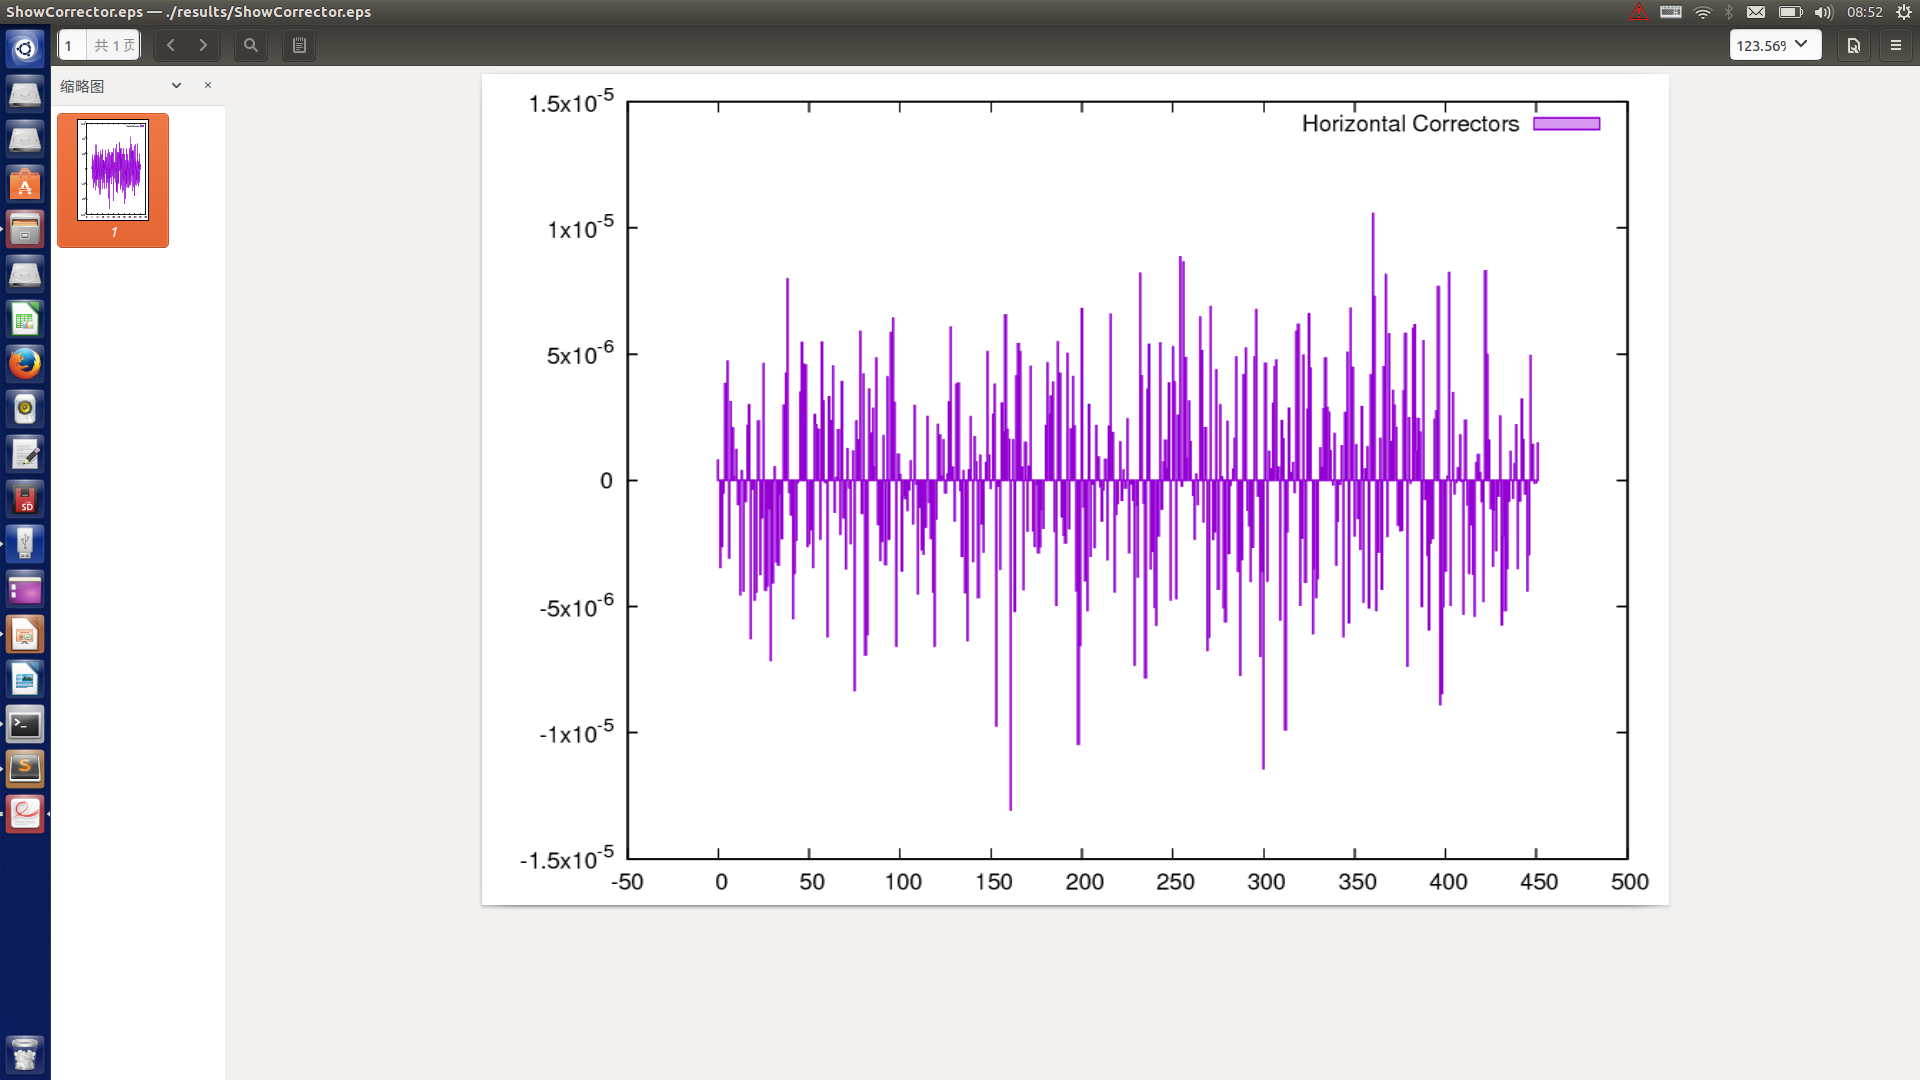 ShowCorrector.eps — ./results/ShowCorrector.eps
08:52
1
共 1 页
123.56%
缩略图
1
Horizontal Correctors
1.5x10-5
1x10-5
5x10-6
0
-5x10-6
-1x10-5
-1.5x10-5
-50 0 50 100 150 200 250 300 350 400 450 500
SD